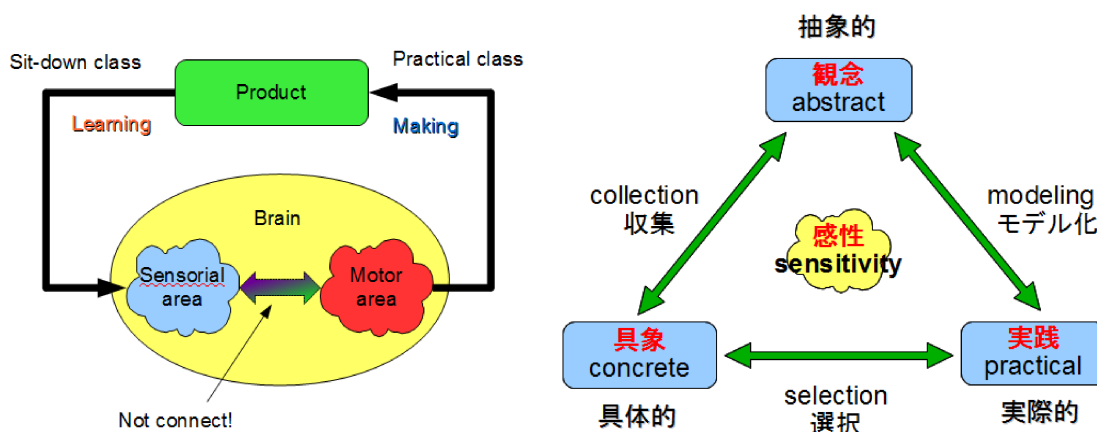 Sit-down class
Practical class
Product
Learning
Making
Brain
Sensorial
area
Motor
area
Not connect!
抽象的
観念
abstract
collection
収集
modeling
モデル化
感性
sensitivity
具象
concrete
具体的
selection
選択
実践
practical
実際的